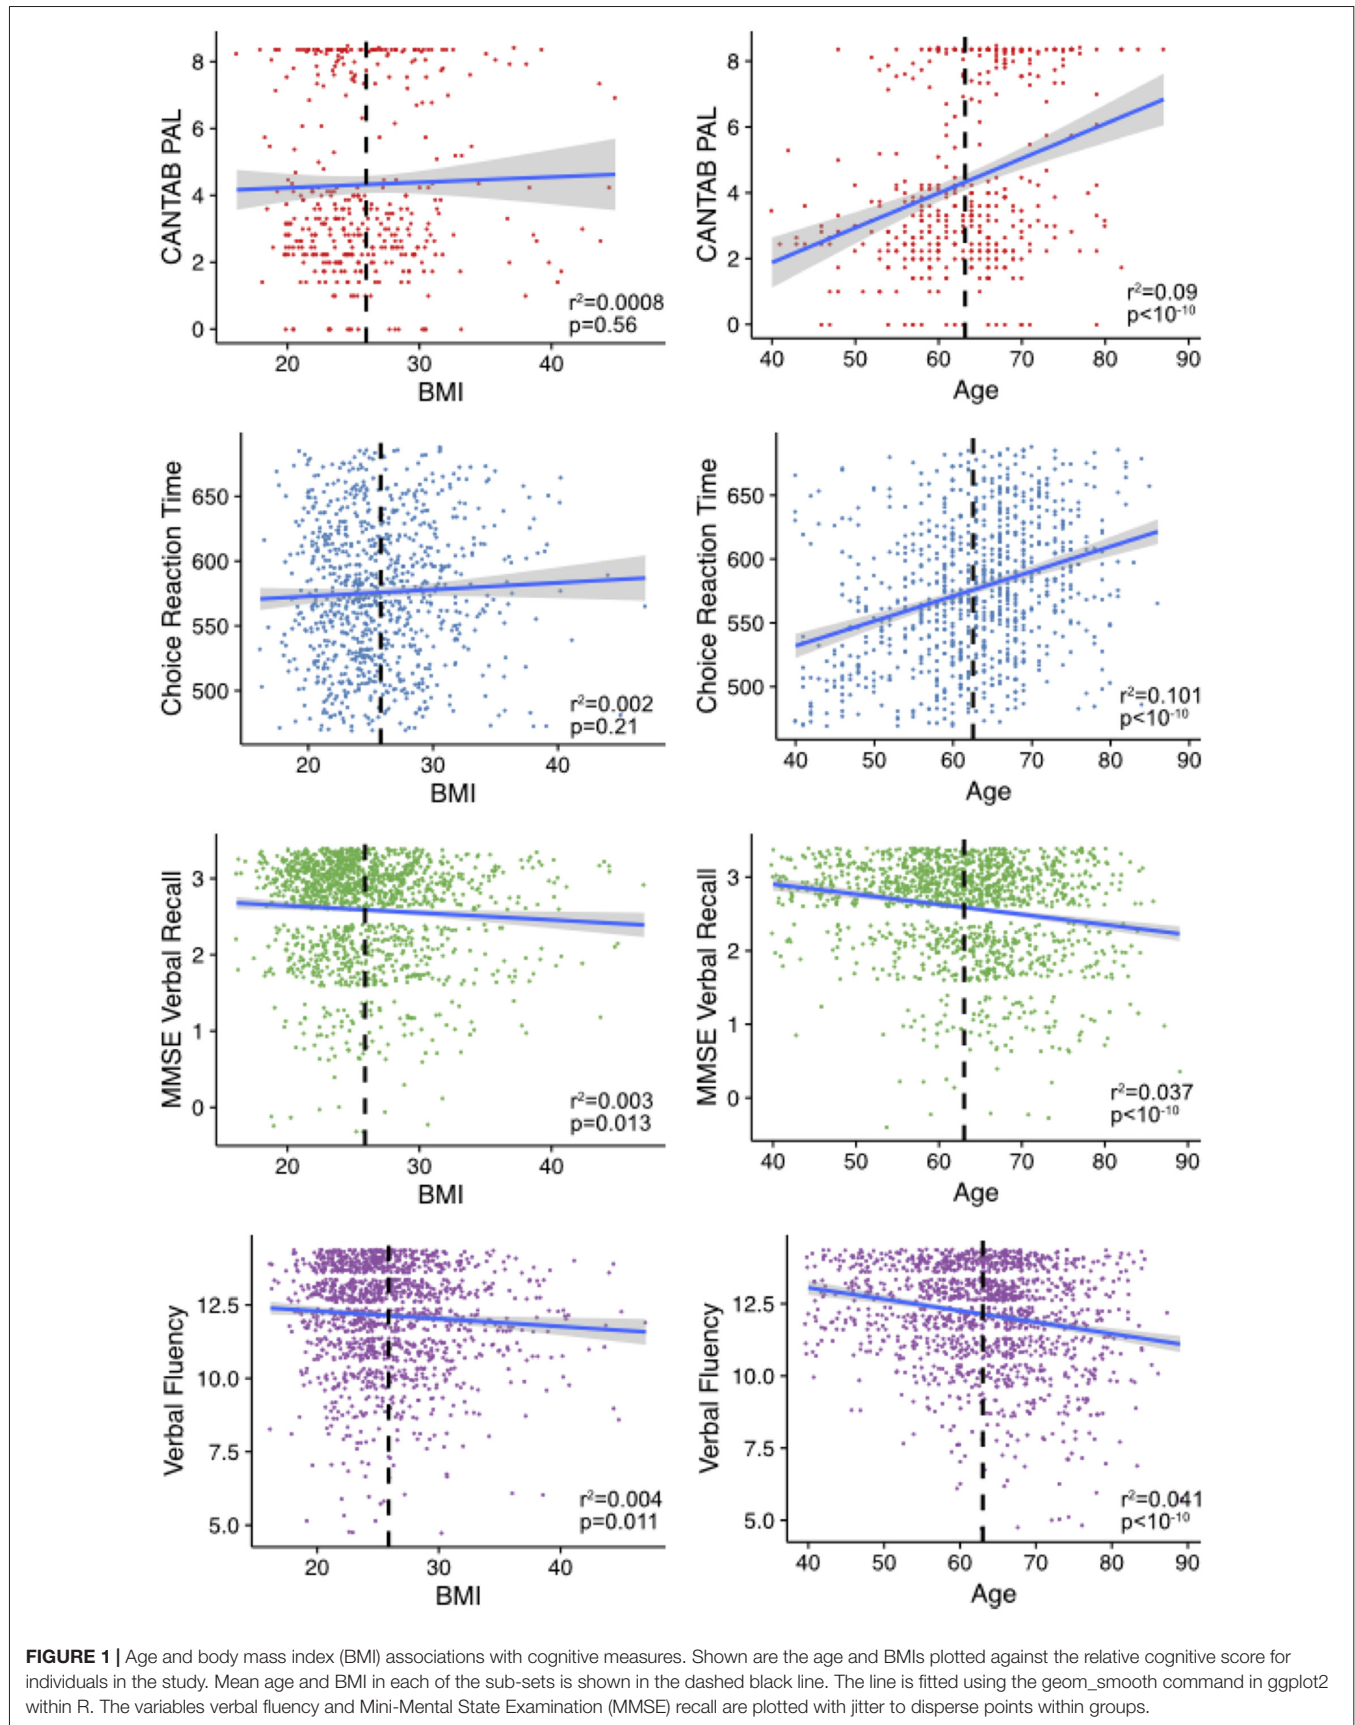 CANTAB PAL
8
6
4
2
0
r²=0.0008
p=0.56
20 30 40
BMI
CANTAB PAL
8
6
4
2
0
r²=0.09
p<10⁻¹⁰
40 50 60 70 80 90
Age
Choice Reaction Time
650
600
550
500
r²=0.002
p=0.21
20 30 40
BMI
Choice Reaction Time
650
600
550
500
r²=0.101
p<10⁻¹⁰
40 50 60 70 80 90
Age
MMSE Verbal Recall
3
2
1
0
r²=0.003
p=0.013
20 30 40
BMI
MMSE Verbal Recall
3
2
1
0
r²=0.037
p<10⁻¹⁰
40 50 60 70 80 90
Age
Verbal Fluency
12.5
10.0
7.5
5.0
r²=0.004
p=0.011
20 30 40
BMI
Verbal Fluency
12.5
10.0
7.5
5.0
r²=0.041
p<10⁻¹⁰
40 50 60 70 80 90
Age
FIGURE 1 | Age and body mass index (BMI) associations with cognitive measures. Shown are the age and BMIs plotted against the relative cognitive score for
individuals in the study. Mean age and BMI in each of the sub-sets is shown in the dashed black line. The line is fitted using the geom_smooth command in ggplot2
within R. The variables verbal fluency and Mini-Mental State Examination (MMSE) recall are plotted with jitter to disperse points within groups.